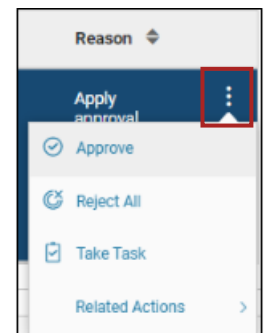 Reason
Apply
approval
Approve
Reject All
Take Task
Related Actions